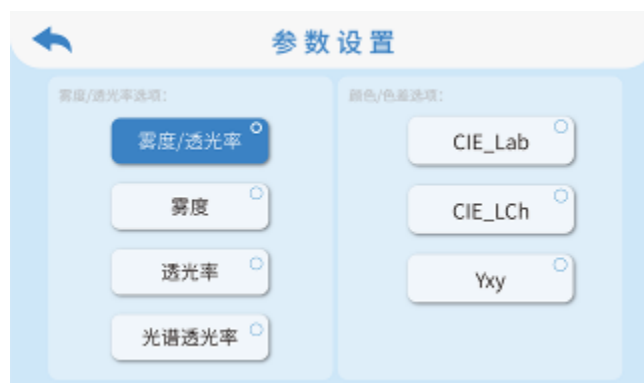 参数设置
雾度/透光率选项:
雾度/透光率
雾度
透光率
光谱透光率
颜色/色差选项:
CIE_Lab
CIE_LCh
Yxy